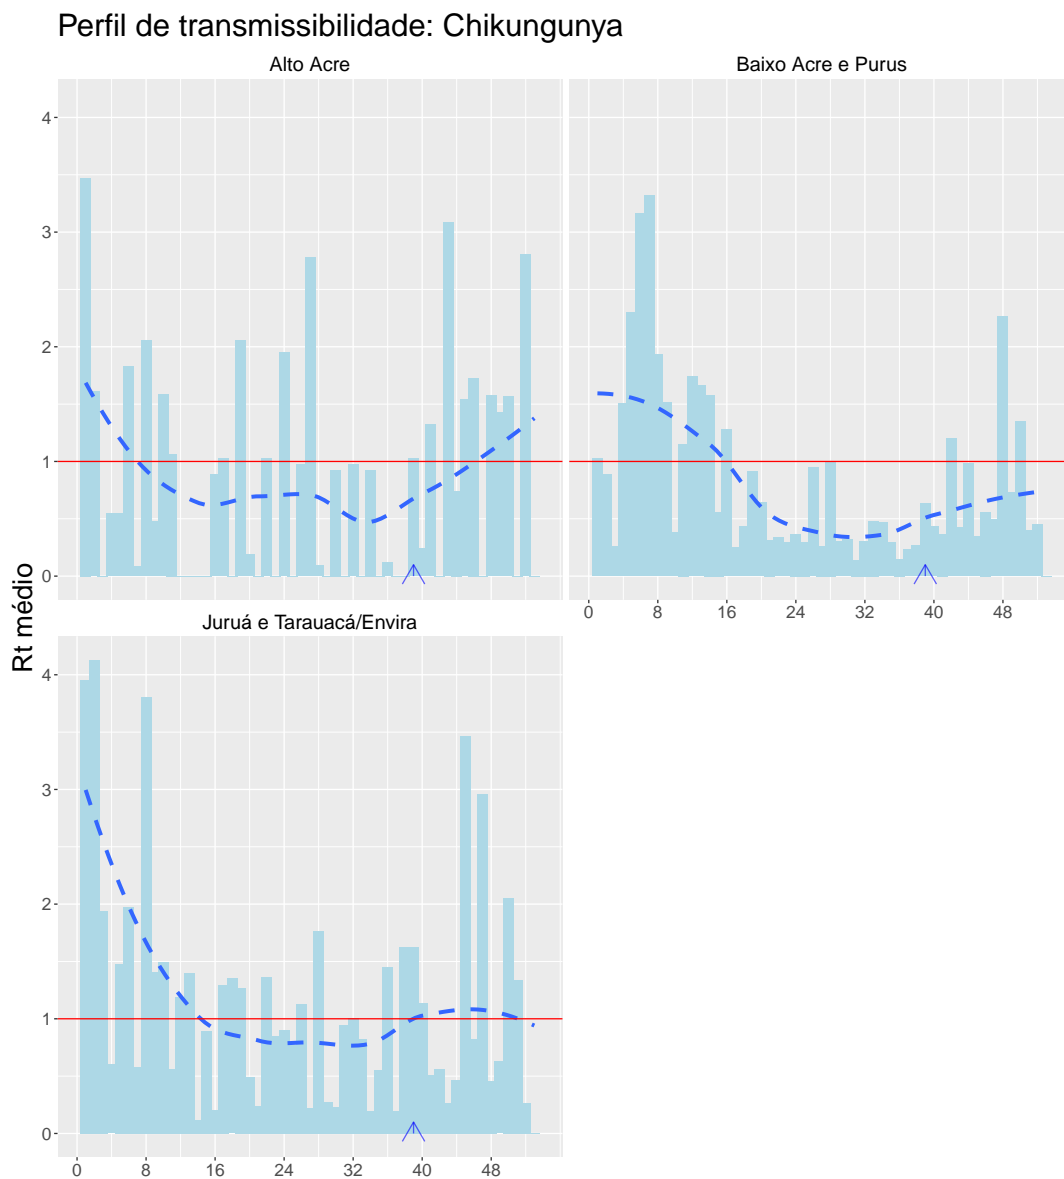 Perfil de transmissibilidade: Chikungunya
Alto Acre
Baixo Acre e Purus
4
3
2
1
0
0 8 16 24 32 40 48
Rt médio
Juruá e Tarauacá/Envira
4
3
2
1
0
0 8 16 24 32 40 48